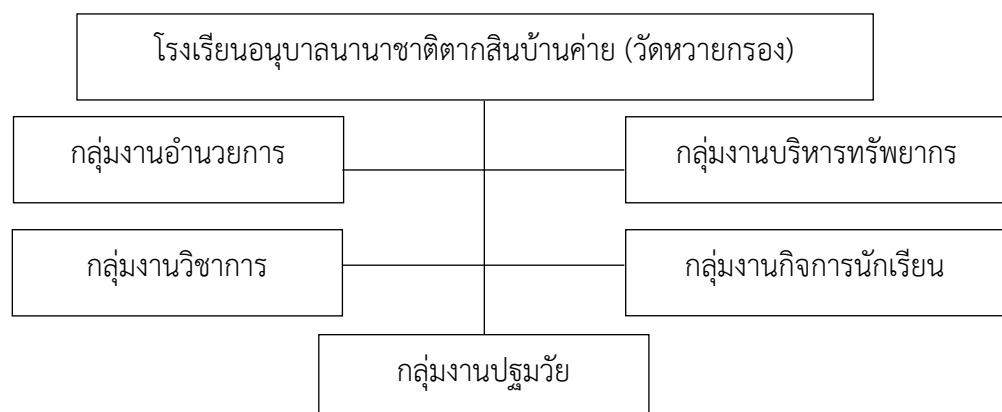 โรงเรียนอนุบาลนานาชาติตากสินบ้านค่าย (วัดหวายกรอง)
กลุ่มงานอำนวยการ
กลุ่มงานบริหารทรัพยากร
กลุ่มงานวิชาการ
กลุ่มงานกิจการนักเรียน
กลุ่มงานปฐมวัย